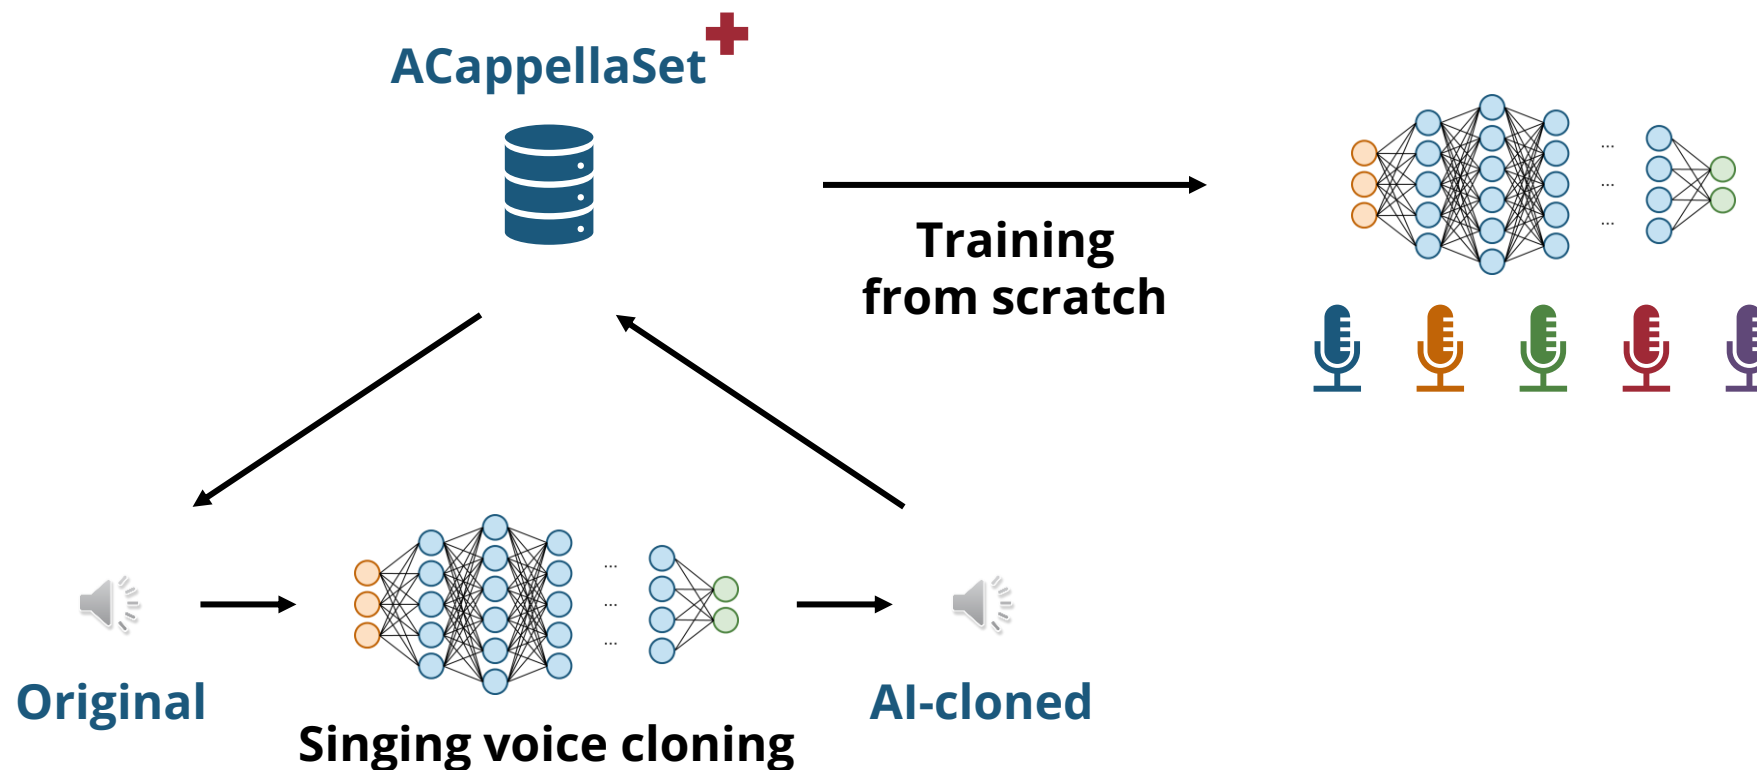 ACappellaSet
Training
from scratch
...
...
...
...
...
...
Original
AI-cloned
Singing voice cloning